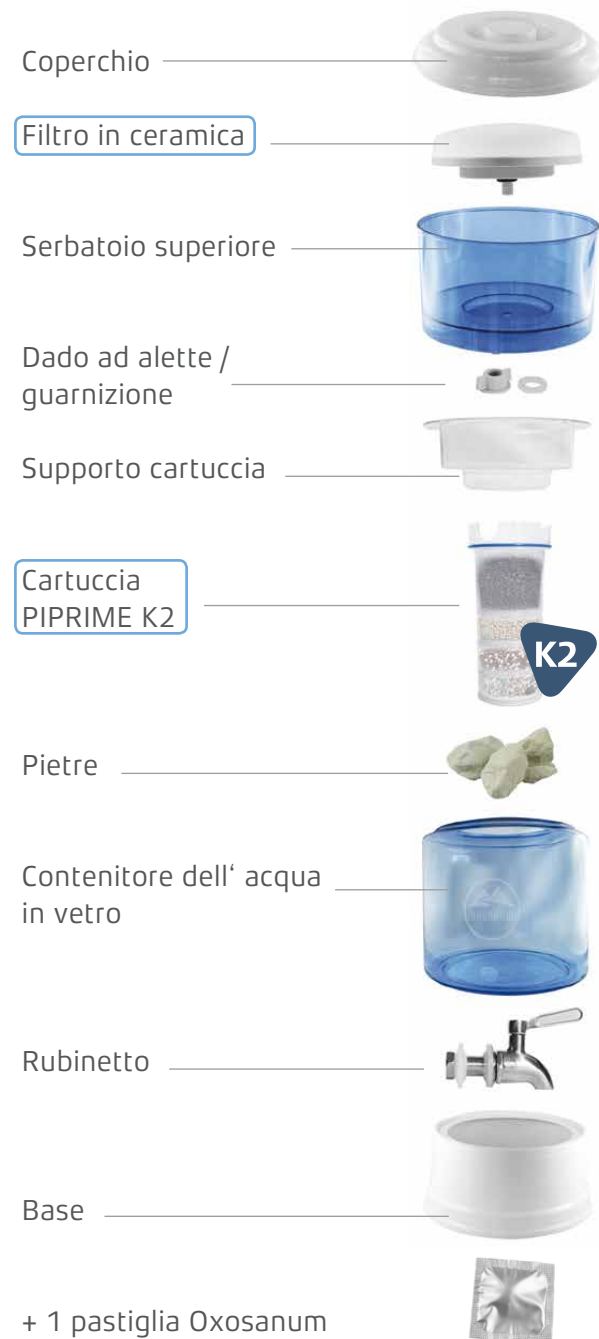 Coperchio
Filtro in ceramica
Serbatoio superiore
Dado ad alette /
guarnizione
Supporto cartuccia
Cartuccia
PIPRIME K2
K2
Pietre
Contenitore dell‘ acqua
in vetro
Rubinetto
Base
+ 1 pastiglia Oxosanum